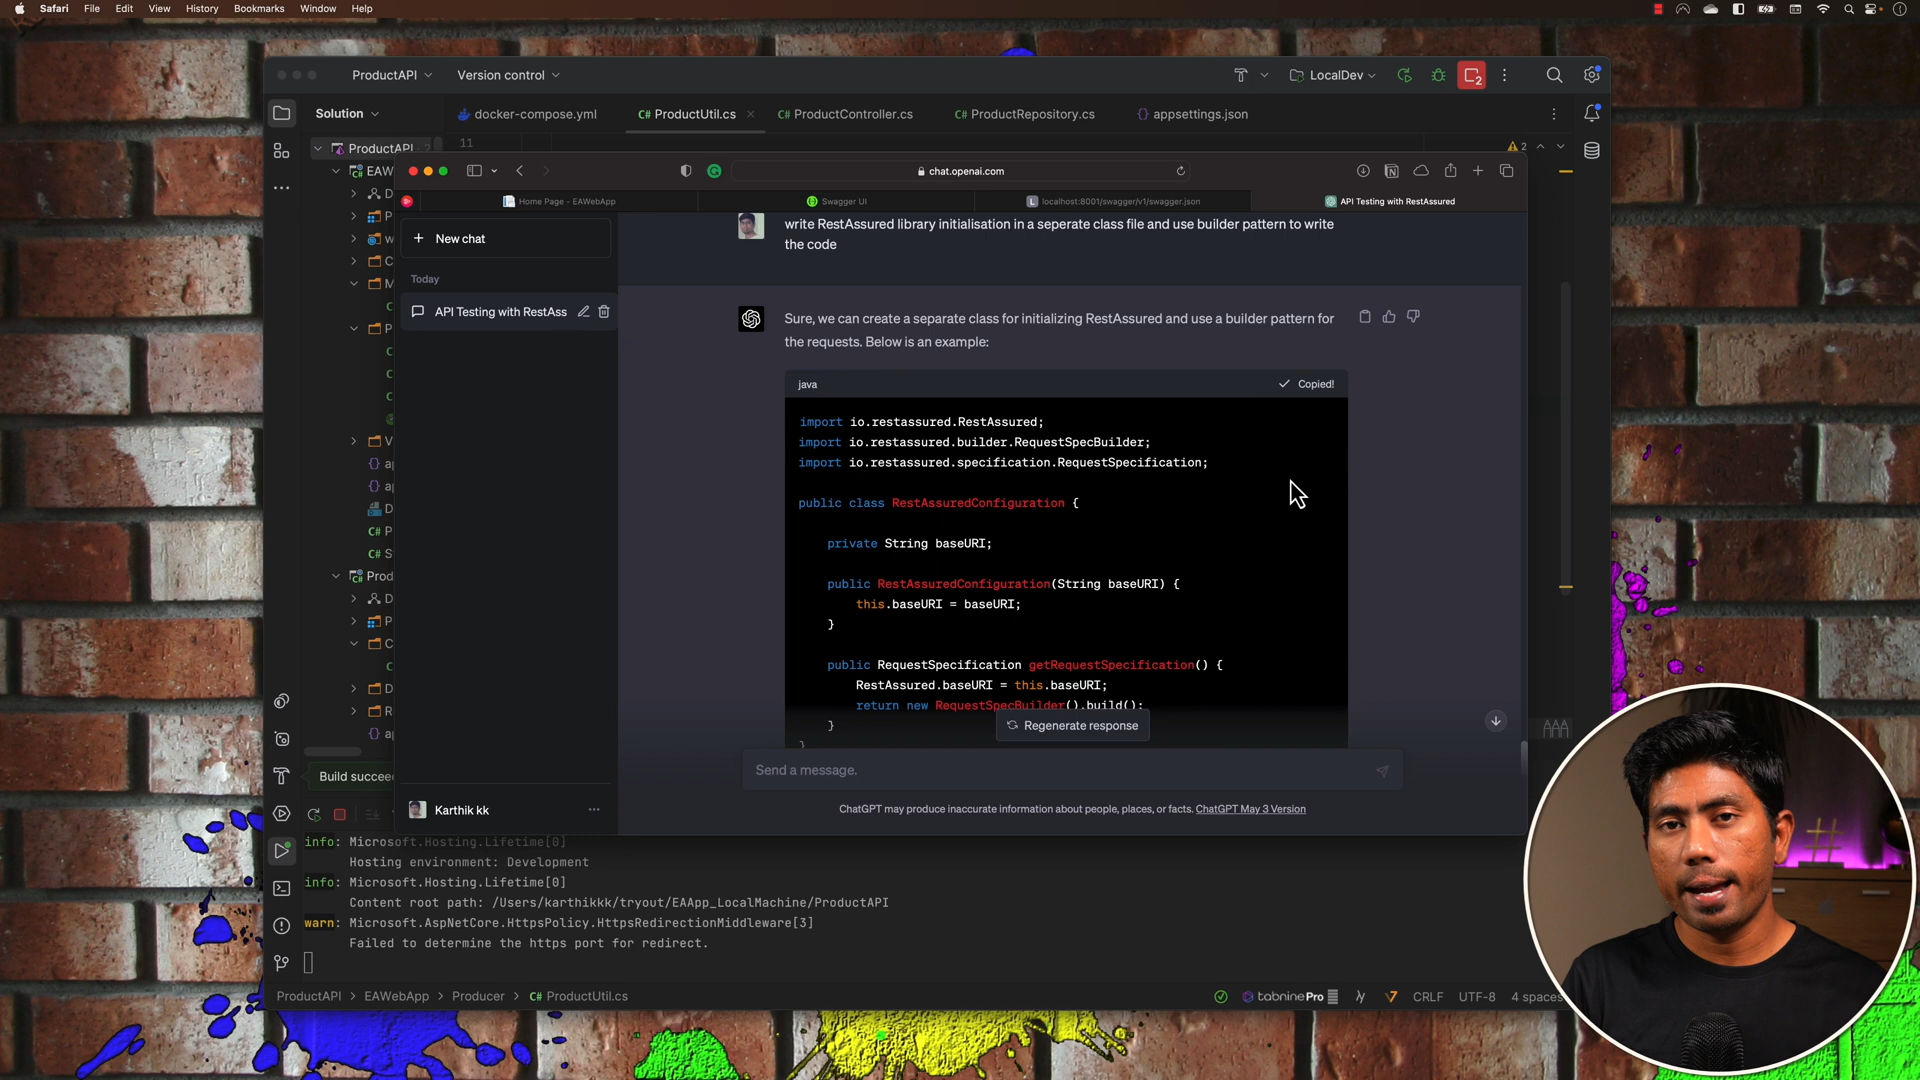 Safari File Edit View History Bookmarks Window Help
ProductAPI Version control LocalDev 2
Solution docker-compose.yml C# ProductUtil.cs C# ProductController.cs C# ProductRepository.cs {} appsettings.json
ProductAPI 11 2
chat.openai.com
Home Page - EAWebApp Swagger UI localhost:8001/swagger/v1/swagger.json API Testing with RestAssured
New chat
Today
API Testing with RestAss
write RestAssured library initialisation in a seperate class file and use builder pattern to write
the code
Sure, we can create a separate class for initializing RestAssured and use a builder pattern for
the requests. Below is an example:
java Copied!
import io.restassured.RestAssured;
import io.restassured.builder.RequestSpecBuilder;
import io.restassured.specification.RequestSpecification;
public class RestAssuredConfiguration {
private String baseURI;
public RestAssuredConfiguration(String baseURI) {
this.baseURI = baseURI;
}
public RequestSpecification getRequestSpecification() {
RestAssured.baseURI = this.baseURI;
return new RequestSpecBuilder().build();
}
}
Regenerate response
Send a message.
ChatGPT may produce inaccurate information about people, places, or facts. ChatGPT May 3 Version
Karthik kk
Build succee
info: Microsoft.Hosting.Lifetime[0]
Hosting environment: Development
info: Microsoft.Hosting.Lifetime[0]
Content root path: /Users/karthikkk/tryout/EAApp_LocalMachine/ProductAPI
warn: Microsoft.AspNetCore.HttpsPolicy.HttpsRedirectionMiddleware[3]
Failed to determine the https port for redirect.
ProductAPI > EAWebApp > Producer > C# ProductUtil.cs tabnine Pro CRLF UTF-8 4 spaces